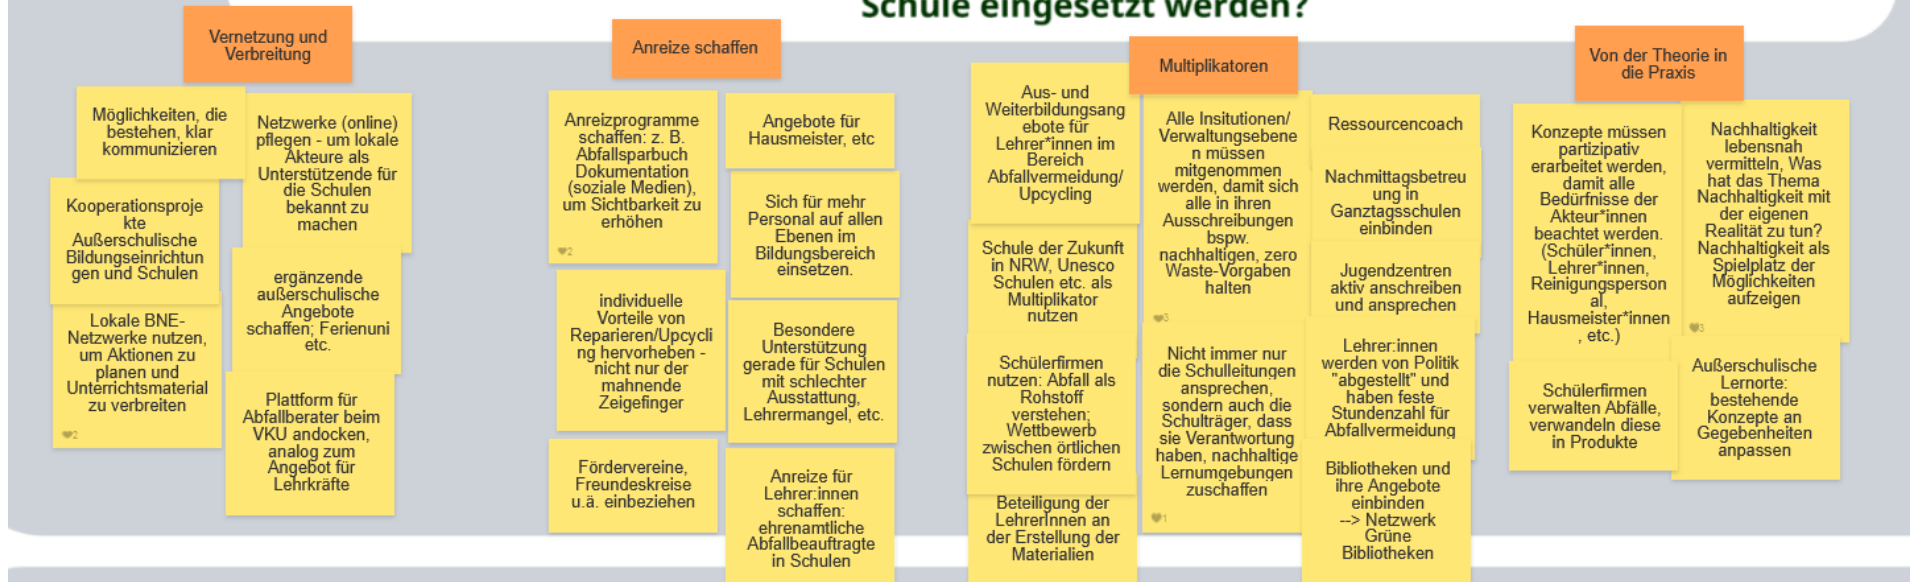 Schule eingesetzt werden?
Vernetzung und
Verbreitung
Möglichkeiten, die
bestehen, klar
kommunizieren
Netzwerke (online)
pflegen - um lokale
Akteure als
Unterstützende für
die Schulen
bekannt zu
machen
Kooperationsproje
kte
Außerschulische
Bildungseinrichtun
gen und Schulen
ergänzende
außerschulische
Angebote
schaffen; Ferienuni
etc.
Lokale BNE-
Netzwerke nutzen,
um Aktionen zu
planen und
Unterrichtsmaterial
zu verbreiten
2
Plattform für
Abfallberater beim
VKU andocken,
analog zum
Angebot für
Lehrkräfte
Anreize schaffen
Anreizprogramme
schaffen: z. B.
Abfallsparbuch
Dokumentation
(soziale Medien),
um Sichtbarkeit zu
erhöhen
2
Angebote für
Hausmeister, etc
Sich für mehr
Personal auf allen
Ebenen im
Bildungsbereich
einsetzen.
individuelle
Vorteile von
Reparieren/Upcycli
ng hervorheben -
nicht nur der
mahnende
Zeigefinger
Besondere
Unterstützung
gerade für Schulen
mit schlechter
Ausstattung,
Lehrermangel, etc.
Fördervereine,
Freundeskreise
u.ä. einbeziehen
Anreize für
Lehrer:innen
schaffen:
ehrenamtliche
Abfallbeauftragte
in Schulen
Multiplikatoren
Aus- und
Weiterbildungsang
ebote für
Lehrer*innen im
Bereich
Abfallvermeidung/
Upcycling
Alle Insitutionen/
Verwaltungsebene
n müssen
mitgenommen
werden, damit sich
alle in ihren
Ausschreibungen
bspw.
nachhaltigen, zero
Waste-Vorgaben
halten
3
Ressourcencoach
Nachmittagsbetreu
ung in
Ganztagsschulen
einbinden
Schule der Zukunft
in NRW, Unesco
Schulen etc. als
Multiplikator
nutzen
Jugendzentren
aktiv anschreiben
und ansprechen
Schülerfirmen
nutzen: Abfall als
Rohstoff
verstehen;
Wettbewerb
zwischen örtlichen
Schulen fördern
Nicht immer nur
die Schulleitungen
ansprechen,
sondern auch die
Schulträger, dass
sie Verantwortung
haben, nachhaltige
Lernumgebungen
zuschaffen
1
Lehrer:innen
werden von Politik
"abgestellt" und
haben feste
Stundenzahl für
Abfallvermeidung
Beteiligung der
LehrerInnen an
der Erstellung der
Materialien
Bibliotheken und
ihre Angebote
einbinden
--> Netzwerk
Grüne
Bibliotheken
Von der Theorie in
die Praxis
Konzepte müssen
partizipativ
erarbeitet werden,
damit alle
Bedürfnisse der
Akteur*innen
beachtet werden.
(Schüler*innen,
Lehrer*innen,
Reinigungsperson
al,
Hausmeister*innen
, etc.)
Nachhaltigkeit
lebensnah
vermitteln, Was
hat das Thema
Nachhaltigkeit mit
der eigenen
Realität zu tun?
Nachhaltigkeit als
Spielplatz der
Möglichkeiten
aufzeigen
3
Schülerfirmen
verwalten Abfälle,
verwandeln diese
in Produkte
Außerschulische
Lernorte:
bestehende
Konzepte an
Gegebenheiten
anpassen